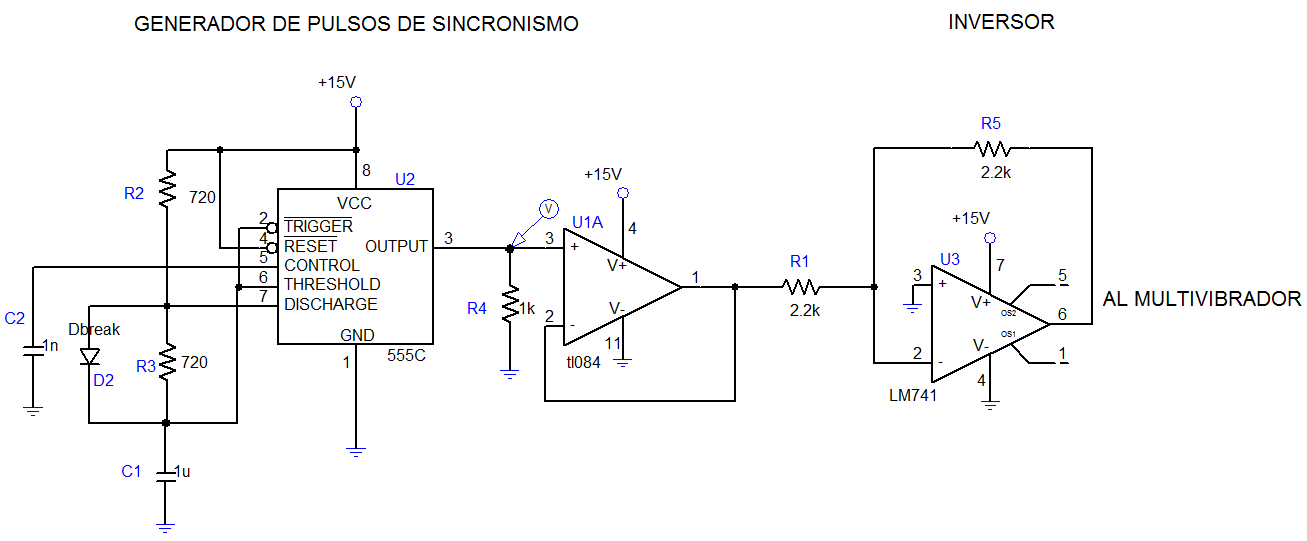 GENERADOR DE PULSOS DE SINCRONISMO
INVERSOR
+15V
R2
720
8
U2
VCC
2
TRIGGER
4
RESET
5
CONTROL
6
THRESHOLD
7
DISCHARGE
OUTPUT
3
GND
1
555C
C2
1n
Dbreak
D2
R3
720
C1
1u
V
R4
1k
+15V
U1A
4
3
+
V+
1
2
-
V-
11
tl084
R1
2.2k
R5
2.2k
+15V
U3
7
3
+
V+
5
OS2
6
OS1
V-
2
-
4
1
LM741
AL MULTIVIBRADOR